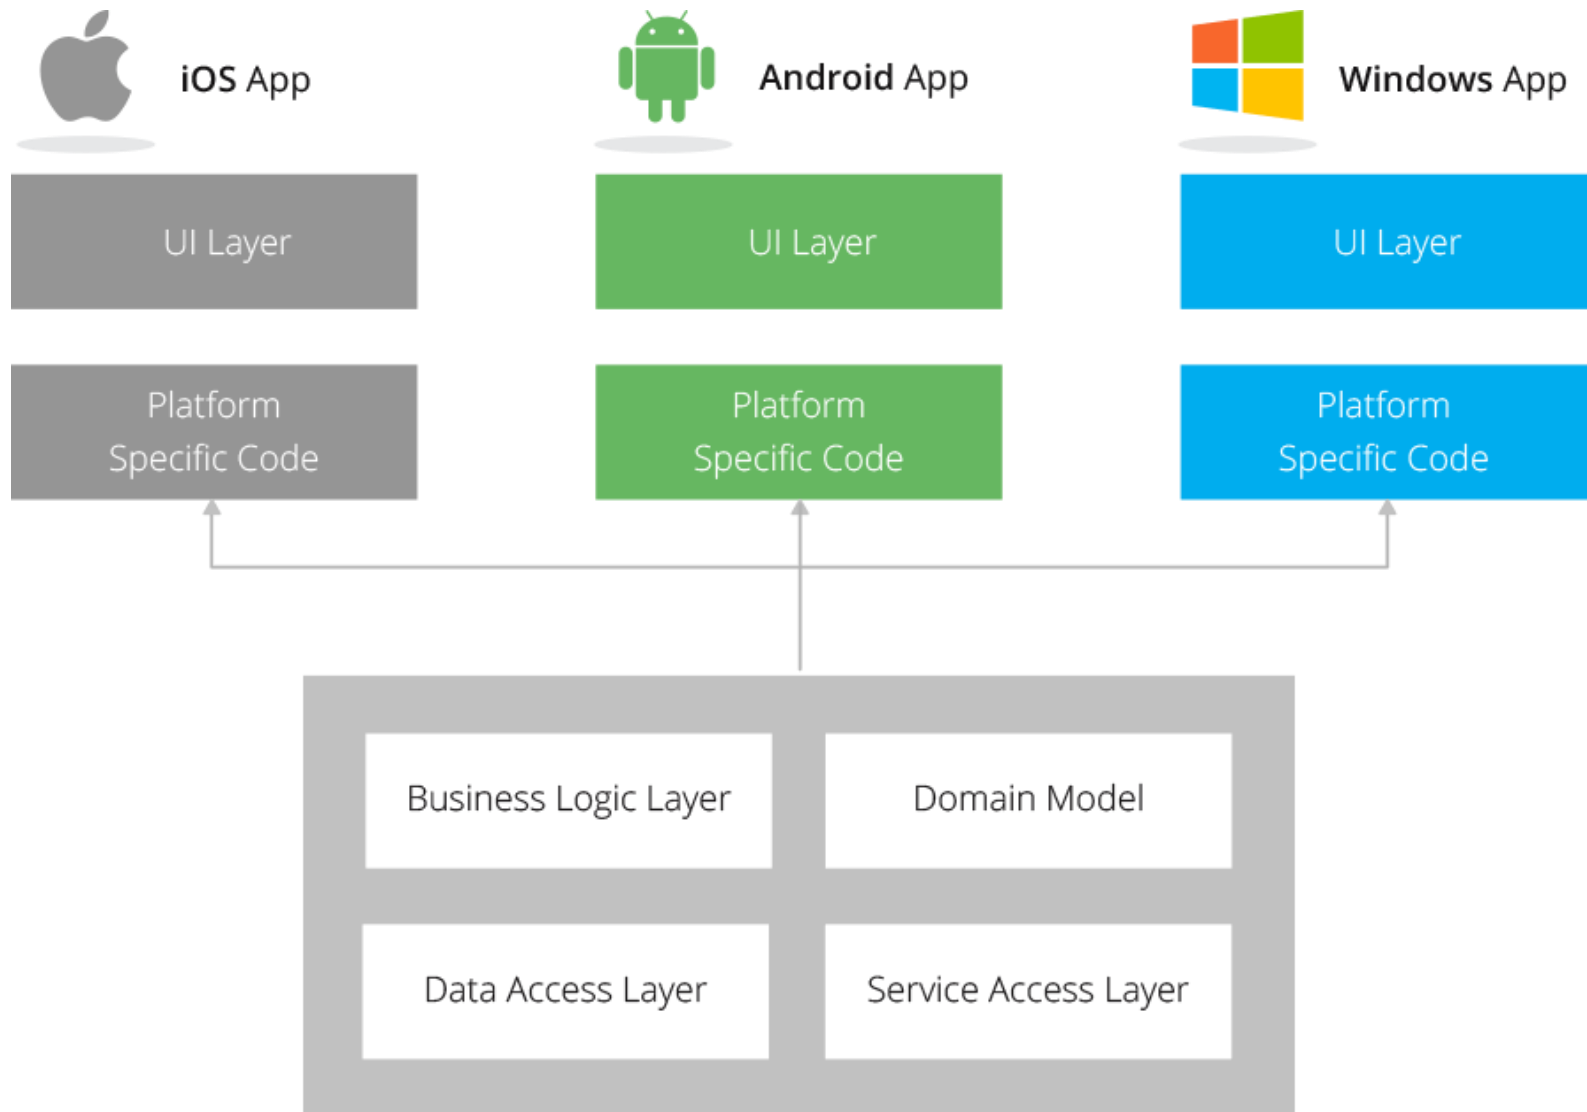 iOS App
Android App
Windows App
UI Layer
UI Layer
UI Layer
Platform
Specific Code
Platform
Specific Code
Platform
Specific Code
Business Logic Layer
Domain Model
Data Access Layer
Service Access Layer